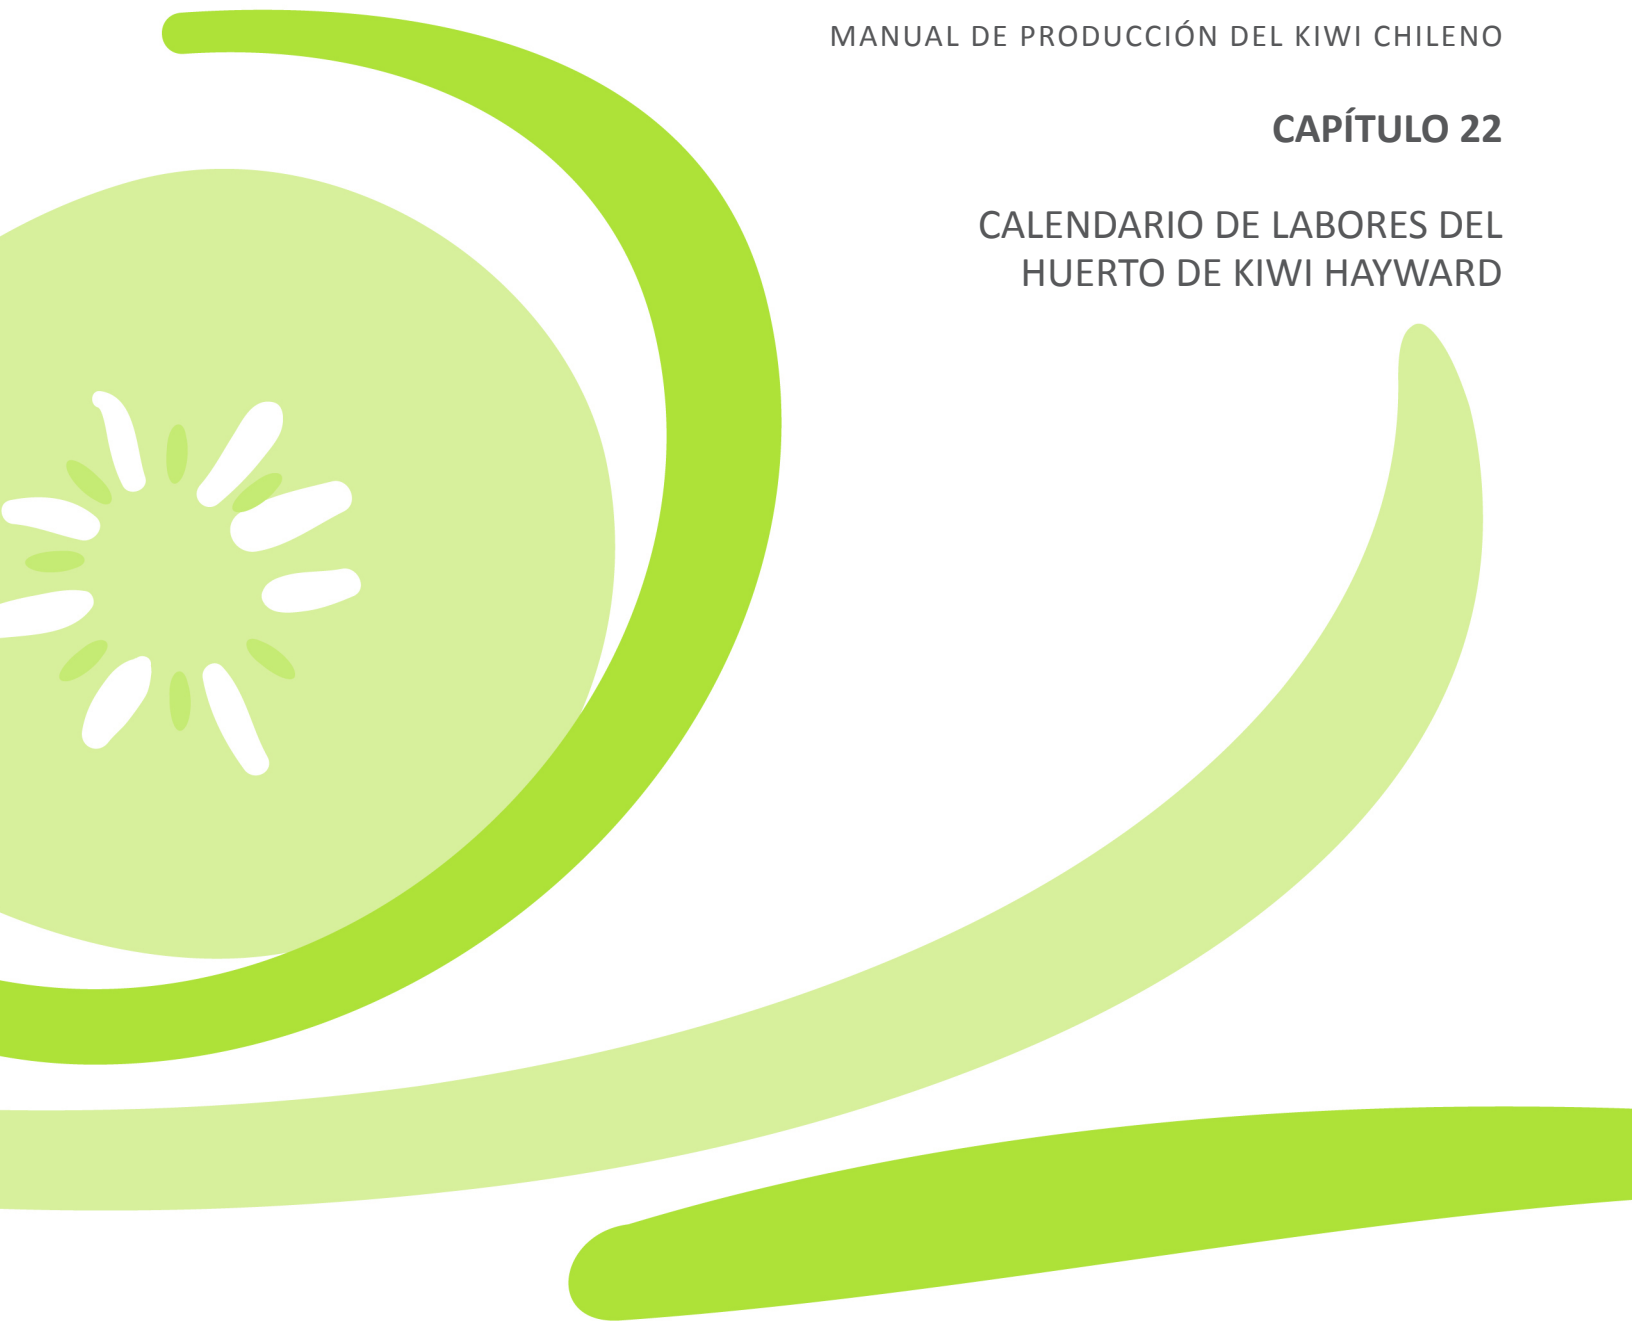 MANUAL DE PRODUCCIÓN DEL KIWI CHILENO
CAPÍTULO 22
CALENDARIO DE LABORES DEL
HUERTO DE KIWI HAYWARD